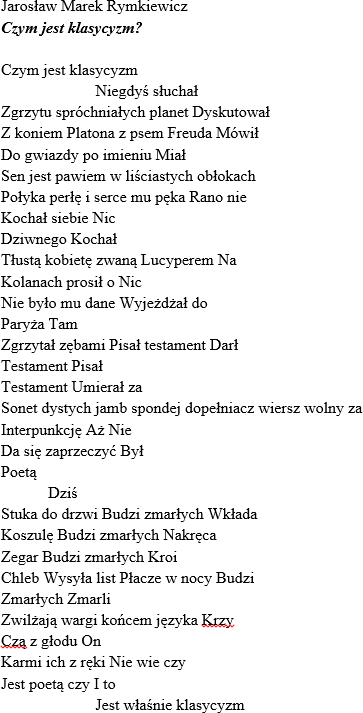 Jarosław Marek Rymkiewicz
Czym jest klasycyzm?
Czym jest klasycyzm
Niegdyś słuchał
Zgrzytu spróchniałych planet Dyskutował
Z koniem Platona z psem Freuda Mówił
Do gwiazdy po imieniu Miał
Sen jest pawiem w liściastych obłokach
Połyka perłę i serce mu pęka Rano nie
Kochał siebie Nic
Dziwnego Kochał
Tłustą kobietę zwaną Lucyperem Na
Kolanach prosił o Nic
Nie było mu dane Wyjeżdżał do
Paryża Tam
Zgrzytał zębami Pisał testament Darł
Testament Pisał
Testament Umierał za
Sonet dystych jamb spondej dopełniacz wiersz wolny za
Interpunkcję Aż Nie
Da się zaprzeczyć Był
Poetą
Dziś
Stuka do drzwi Budzi zmarłych Wkłada
Koszulę Budzi zmarłych Nakręca
Zegar Budzi zmarłych Kroi
Chleb Wysyła list Płacze w nocy Budzi
Zmarłych Zmarli
Zwilżają wargi końcem języka Krzy
Czą z głodu On
Karmi ich z ręki Nie wie czy
Jest poetą czy I to
Jest właśnie klasycyzm